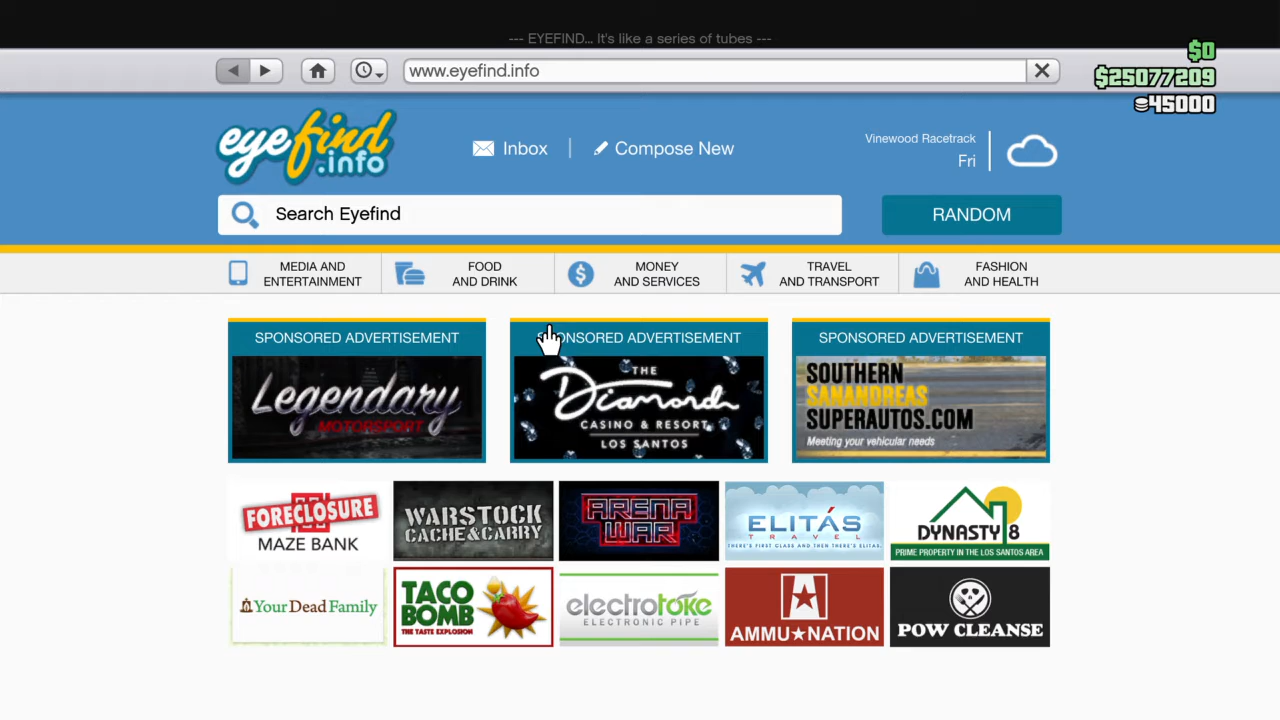 --- EYEFIND... It's like a series of tubes ---
www.eyefind.info
$0
$25077209
45000
eyefind
.info
Inbox
Compose New
Vinewood Racetrack
Fri
Search Eyefind
RANDOM
MEDIA AND
ENTERTAINMENT
FOOD
AND DRINK
MONEY
AND SERVICES
TRAVEL
AND TRANSPORT
FASHION
AND HEALTH
SPONSORED ADVERTISEMENT
Legendary
MOTORSPORT
SPONSORED ADVERTISEMENT
THE
Diamond
CASINO & RESORT
LOS SANTOS
SPONSORED ADVERTISEMENT
SOUTHERN
SANANDREAS
SUPERAUTOS.COM
Meeting your vehicular needs
FORECLOSURE
MAZE BANK
WARSTOCK
CACHE&CARRY
ARENA
WAR
ELITÁS
TRAVEL
THERE'S FIRST CLASS AND THEN THERE'S ELITAS.
DYNASTY 8
PRIME PROPERTY IN THE LOS SANTOS AREA
YourDeadFamily
TACO
BOMB
THE TASTE EXPLOSION
electrotoke
ELECTRONIC PIPE
AMMU★NATION
POW CLEANSE